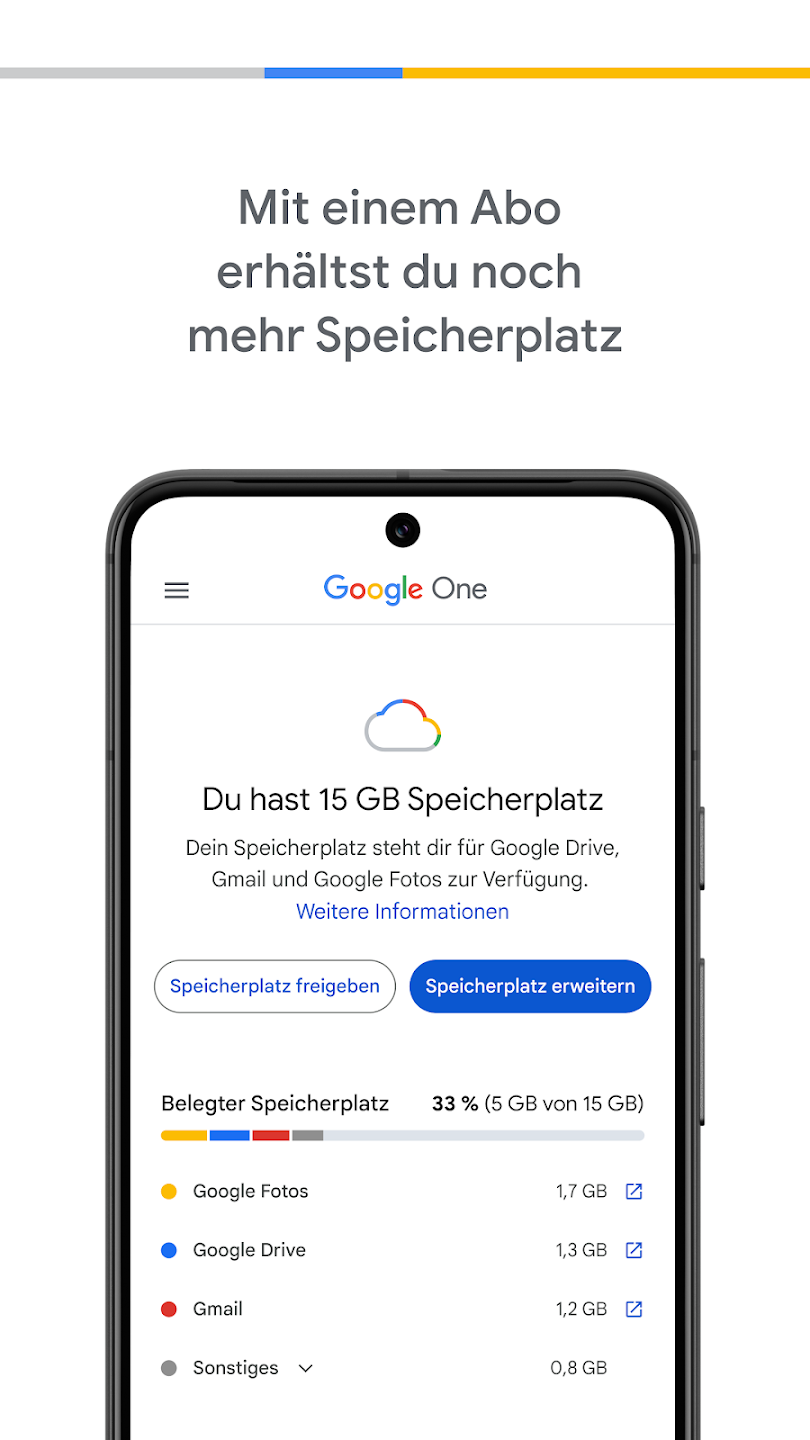 Mit einem Abo
erhältst du noch
mehr Speicherplatz
Google One
Du hast 15 GB Speicherplatz
Dein Speicherplatz steht dir für Google Drive,
Gmail und Google Fotos zur Verfügung.
Weitere Informationen
Speicherplatz freigeben Speicherplatz erweitern
Belegter Speicherplatz 33 % (5 GB von 15 GB)
Google Fotos 1,7 GB
Google Drive 1,3 GB
Gmail 1,2 GB
Sonstiges 0,8 GB